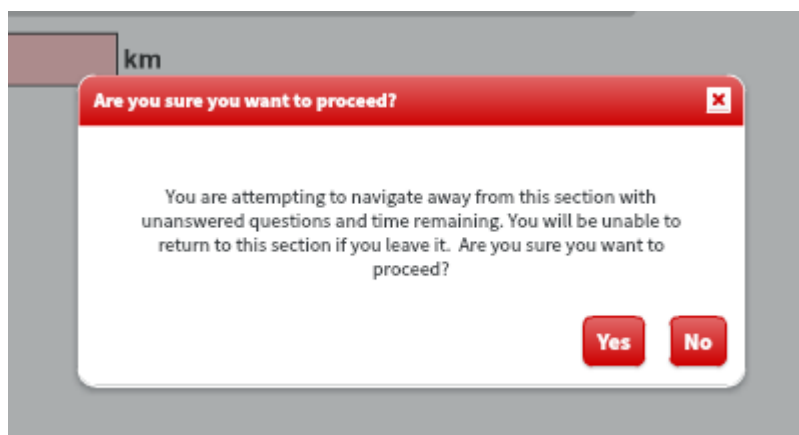 km
Are you sure you want to proceed?
You are attempting to navigate away from this section with
unanswered questions and time remaining. You will be unable to
return to this section if you leave it. Are you sure you want to
proceed?
Yes No